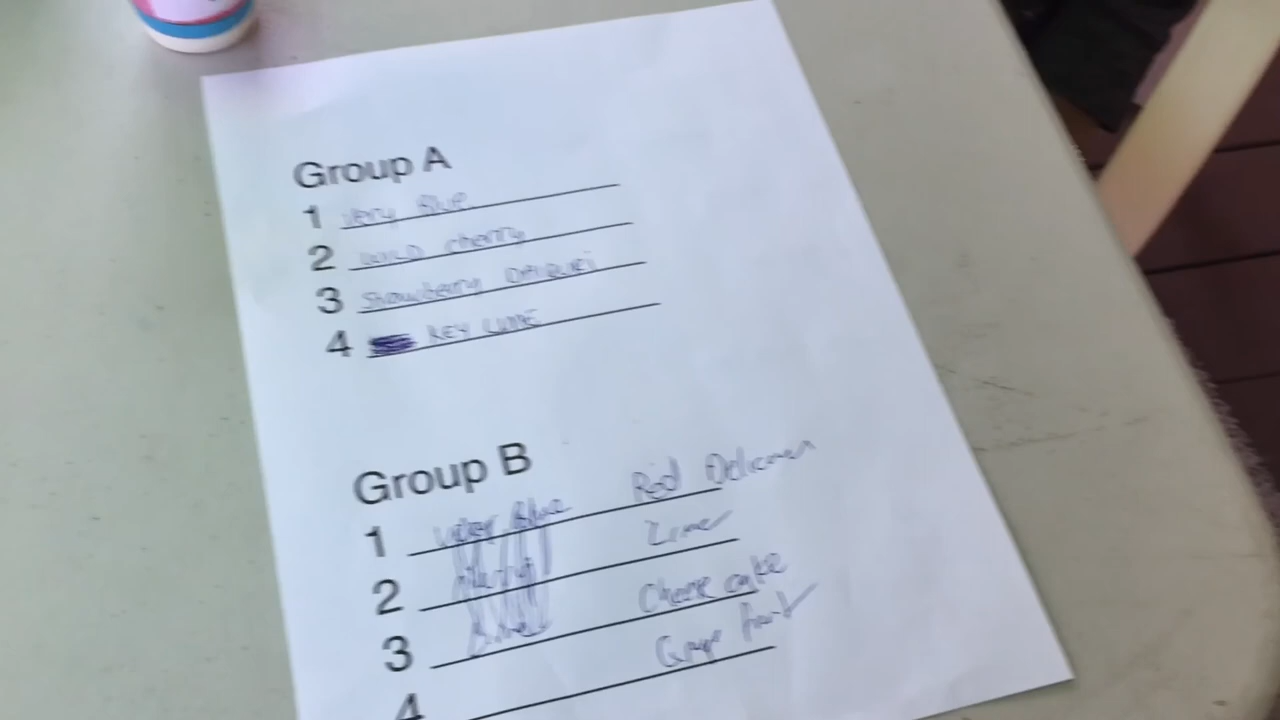 Group A
1 Very Blue
2 WILD cherry
3 Strawberry DAIQUIRI
4 KEY LIME
Group B
1 Blue Red
2 Lime
3 Cheese cake
4 Grape fruit